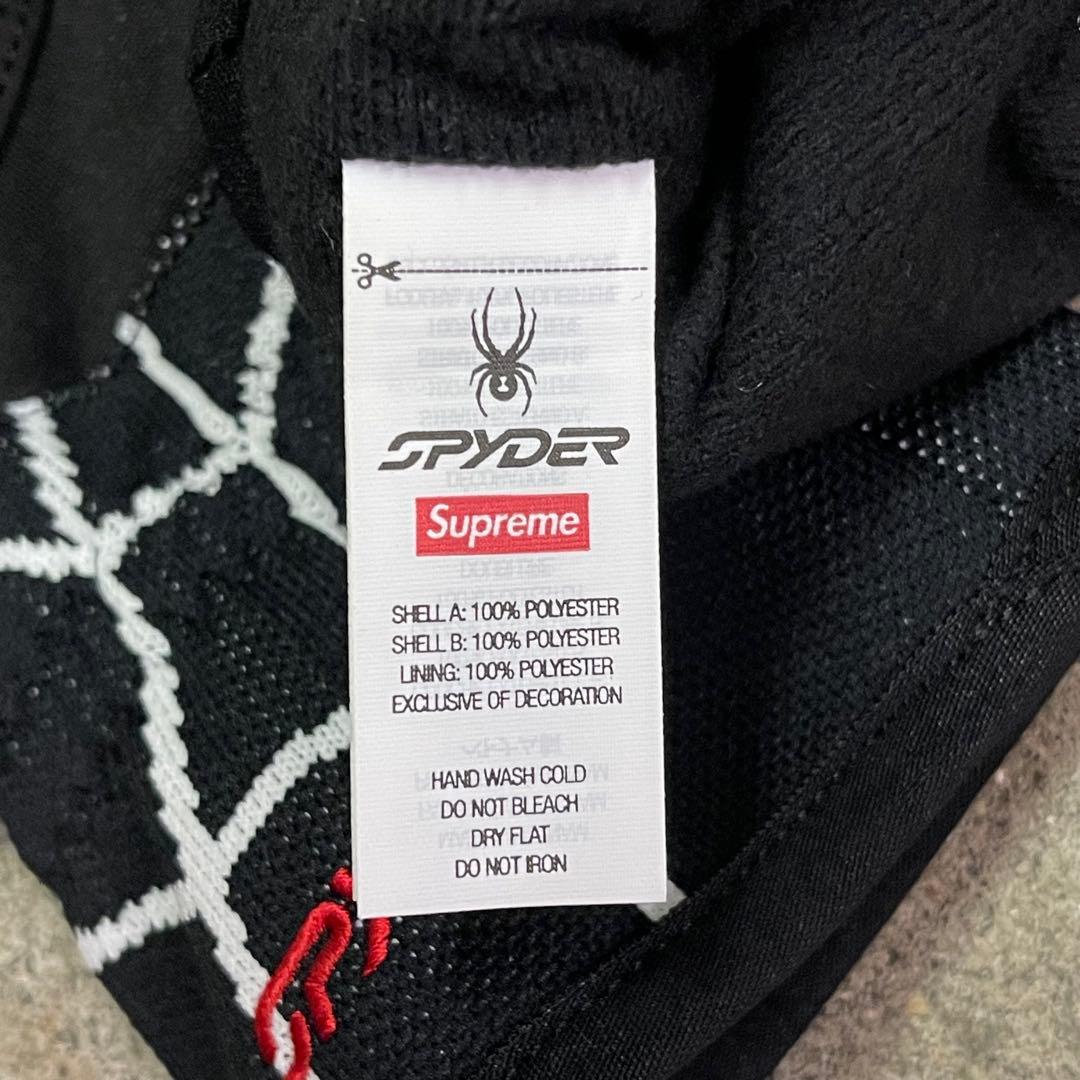 SPYDER
Supreme
SHELL A: 100% POLYESTER
SHELL B: 100% POLYESTER
LINING: 100% POLYESTER
EXCLUSIVE OF DECORATION
HAND WASH COLD
DO NOT BLEACH
DRY FLAT
DO NOT IRON